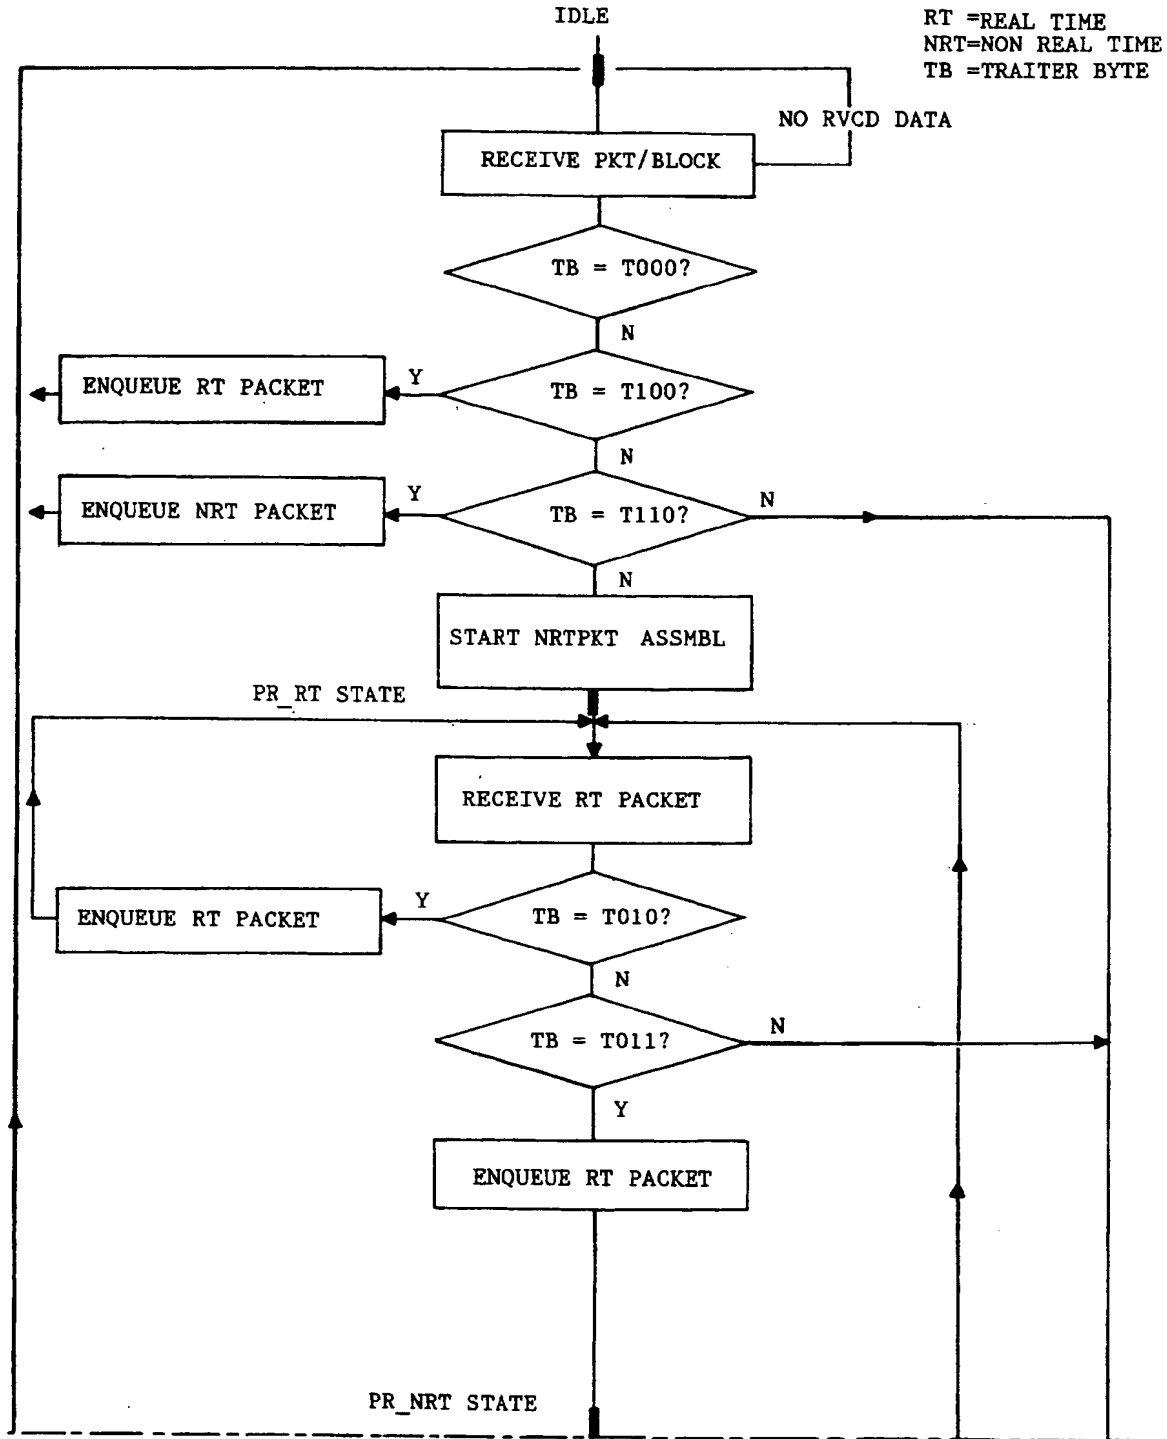 IDLE
RT =REAL TIME
NRT=NON REAL TIME
TB =TRAITER BYTE
NO RVCD DATA
RECEIVE PKT/BLOCK
TB = T000?
N
ENQUEUE RT PACKET
Y
TB = T100?
N
ENQUEUE NRT PACKET
Y
TB = T110?
N
N
START NRTPKT ASSMBL
PR_RT STATE
RECEIVE RT PACKET
ENQUEUE RT PACKET
Y
TB = T010?
N
TB = T011?
N
Y
ENQUEUE RT PACKET
PR_NRT STATE